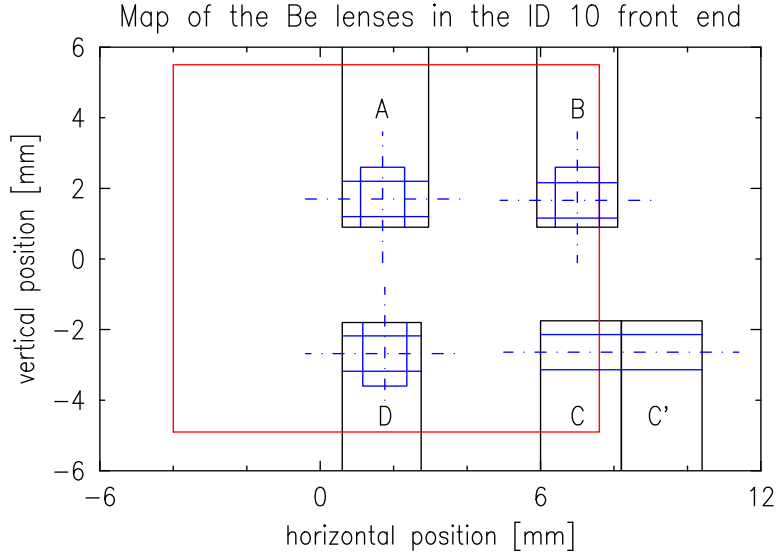 Map of the Be lenses in the ID 10 front end
6
4
2
0
−2
−4
−6
vertical position [mm]
A
B
D
C
C'
−6
0
6
12
horizontal position [mm]